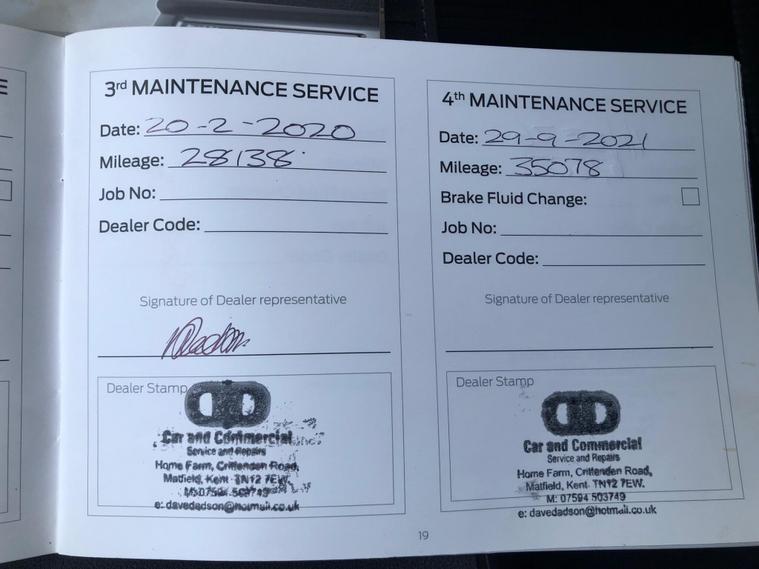 3rd MAINTENANCE SERVICE
Date: 20-2-2020
Mileage: 28138
Job No:
Dealer Code:
Signature of Dealer representative
Dealer Stamp
Car and Commercial
Service and Repairs
Home Farm, Crittenden Road,
Matfield, Kent TN12 7EW.
M: 07594 503749
e: davedadson@hotmail.co.uk
4th MAINTENANCE SERVICE
Date: 29-9-2021
Mileage: 35078
Brake Fluid Change:
Job No:
Dealer Code:
Signature of Dealer representative
Dealer Stamp
Car and Commercial
Service and Repairs
Home Farm, Crittenden Road,
Matfield, Kent TN12 7EW.
M: 07594 503749
e: davedadson@hotmail.co.uk
19